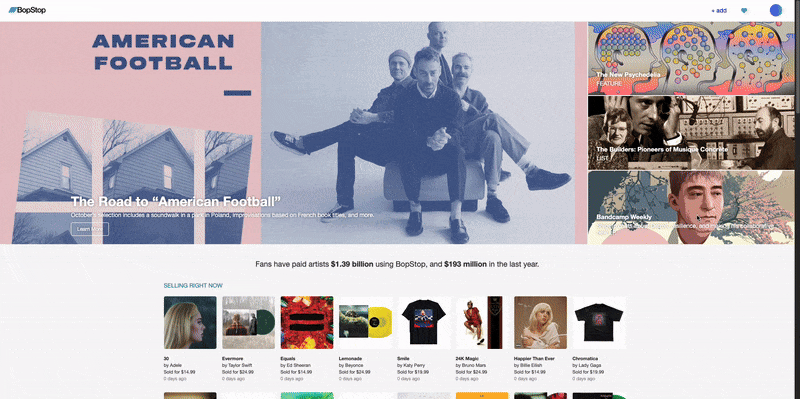 BopStop
+ add
AMERICAN
FOOTBALL
The Road to “American Football”
October's selection includes a soundwalk in a park in Poland, improvisations based on French book titles, and more.
Learn More
The New Psychedelia
FEATURE
The Builders: Pioneers of Musique Concrète
LIST
Bandcamp Weekly
Fans have paid artists $1.39 billion using BopStop, and $193 million in the last year.
SELLING RIGHT NOW
30
by Adele
Sold for $14.99
0 days ago
Evermore
by Taylor Swift
Sold for $24.99
0 days ago
Equals
by Ed Sheeran
Sold for $14.99
0 days ago
Lemonade
by Beyonce
Sold for $24.99
0 days ago
Smile
by Katy Perry
Sold for $19.99
0 days ago
24K Magic
by Bruno Mars
Sold for $24.99
0 days ago
Happier Than Ever
by Billie Eilish
Sold for $14.99
0 days ago
Chromatica
by Lady Gaga
Sold for $19.99
0 days ago